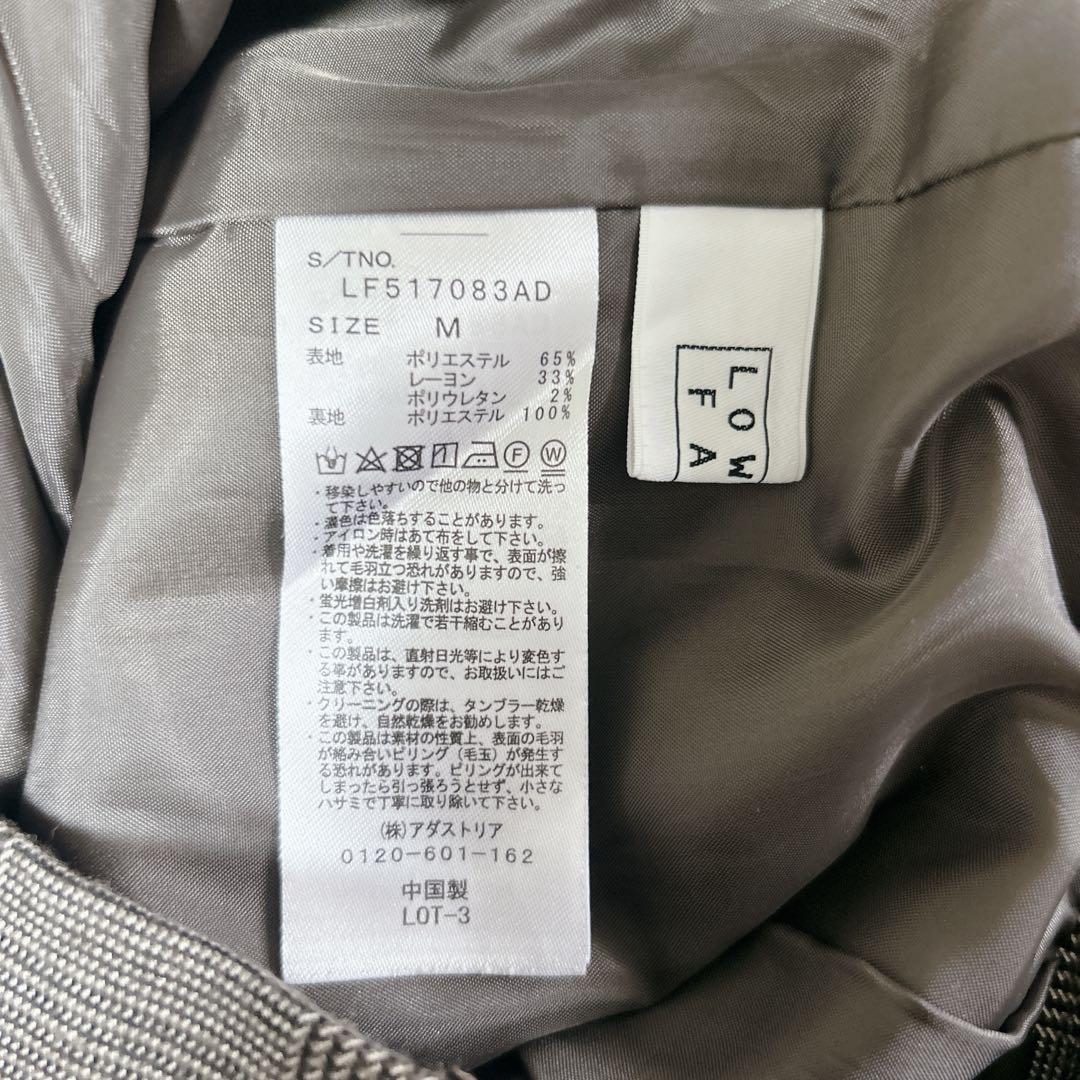 S/TNO.
LF517083AD
SIZE M
表地 ポリエステル 65%
レーヨン 33%
ポリウレタン 2%
裏地 ポリエステル 100%
F W
・移染しやすいので他の物と分けて洗っ
て下さい。
・濃色は色落ちすることがあります。
・アイロン時はあて布をして下さい。
・着用や洗濯を繰り返す事で、表面が擦
れて毛羽立つ恐れがありますので、強
い摩擦はお避け下さい。
・蛍光増白剤入り洗剤はお避け下さい。
・この製品は洗濯で若干縮むことがあり
ます。
・この製品は、直射日光等により変色す
る事がありますので、お取扱いにはご
注意下さい。
・クリーニングの際は、タンブラー乾燥
を避け、自然乾燥をお勧めします。
・この製品は素材の性質上、表面の毛羽
が絡み合いピリング（毛玉）が発生す
る恐れがあります。ピリングが出来て
しまったら引っ張ろうとせず、小さな
ハサミで丁寧に取り除いて下さい。
(株)アダストリア
0120-601-162
中国製
LOT-3
LOW
F A